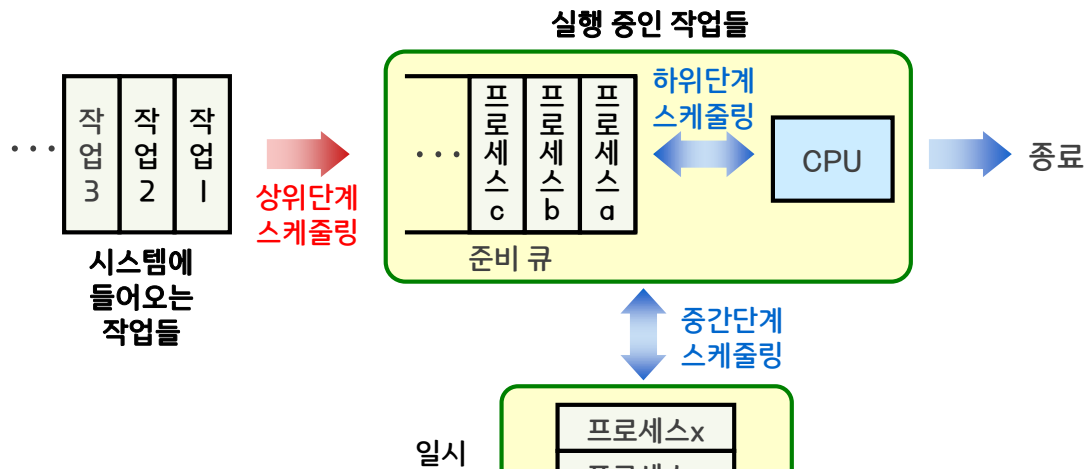 실행 중인 작업들
하위단계
스케줄링
작업3
작업2
작업1
···
상위단계
스케줄링
···
프로세스c
프로세스b
프로세스a
CPU
종료
준비 큐
시스템에
들어오는
작업들
중간단계
스케줄링
일시
프로세스x